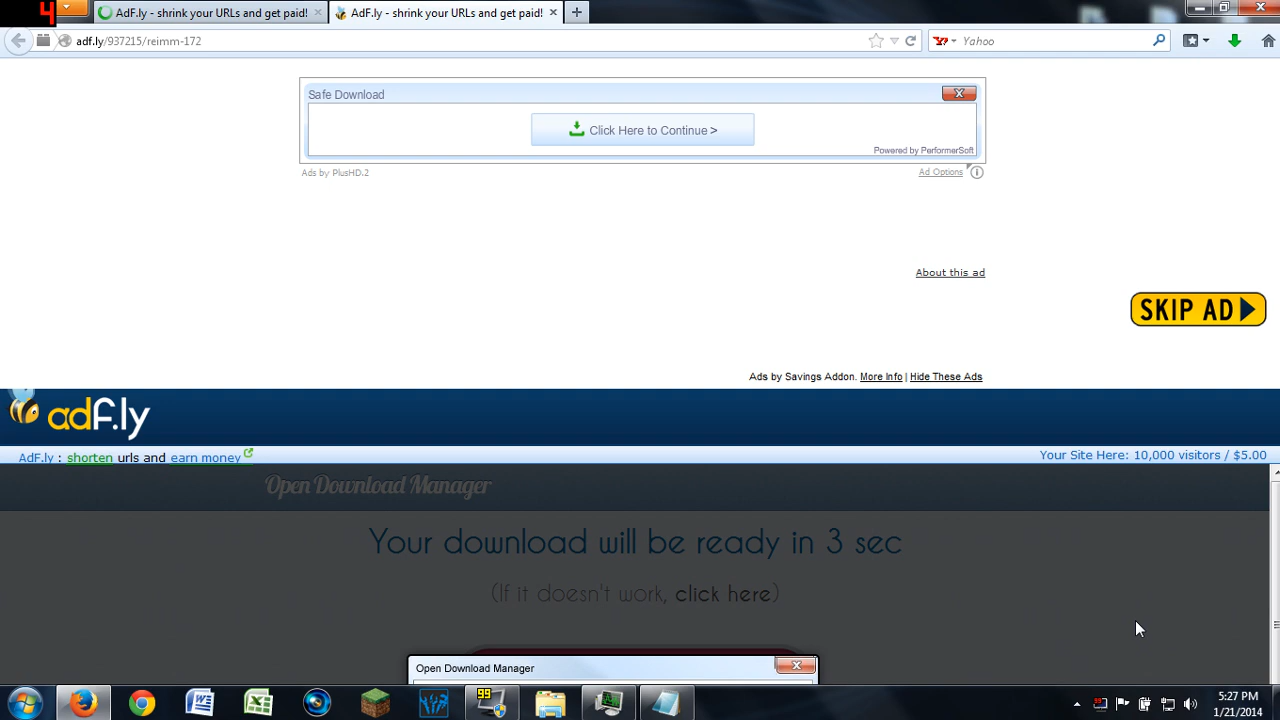 4
AdF.ly - shrink your URLs and get paid!
AdF.ly - shrink your URLs and get paid!
adf.ly/937215/reimm-172
Yahoo
Safe Download
Click Here to Continue >
Powered by PerformerSoft
Ads by PlusHD.2
Ad Options
About this ad
SKIP AD
Ads by Savings Addon. More Info | Hide These Ads
adf.ly
AdF.ly : shorten urls and earn money
Your Site Here: 10,000 visitors / $5.00
Open Download Manager
Your download will be ready in 3 sec
(If it doesn't work, click here)
Open Download Manager
99
5:27 PM
1/21/2014